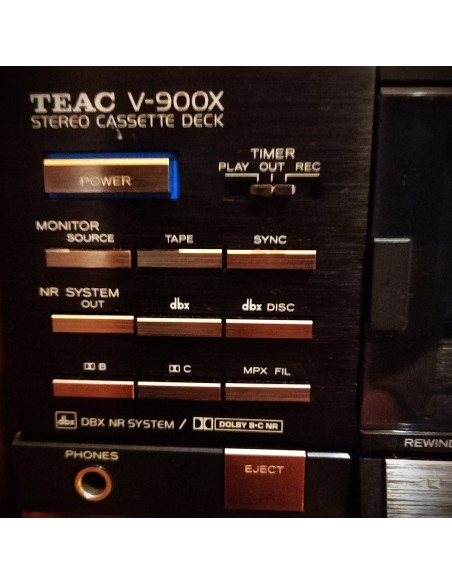 TEAC V-900X
STEREO CASSETTE DECK
POWER
TIMER
PLAY OUT REC
MONITOR
SOURCE TAPE SYNC
NR SYSTEM
OUT dbx dbx DISC
B C MPX FIL
dbx DBX NR SYSTEM / DOLBY B·C NR
PHONES
EJECT
REWIND